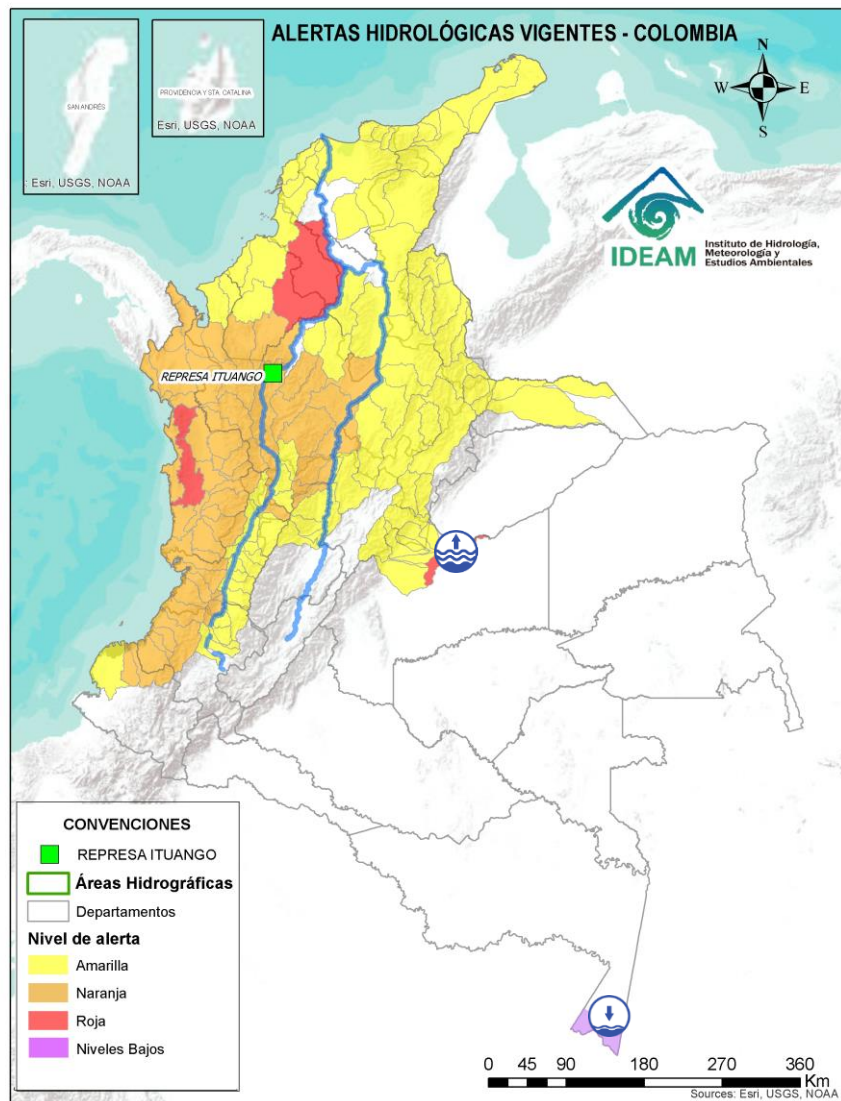 ALERTAS HIDROLÓGICAS VIGENTES - COLOMBIA
SAN ANDRÉS
: Esri, USGS, NOAA
PROVIDENCIA Y STA. CATALINA
Esri, USGS, NOAA
N
W
E
S
IDEAM
Instituto de Hidrología,
Meteorología y
Estudios Ambientales
REPRESA ITUANGO
CONVENCIONES
REPRESA ITUANGO
Áreas Hidrográficas
Departamentos
Nivel de alerta
Amarilla
Naranja
Roja
Niveles Bajos
0 45 90 180 270 360
Km
Sources: Esri, USGS, NOAA